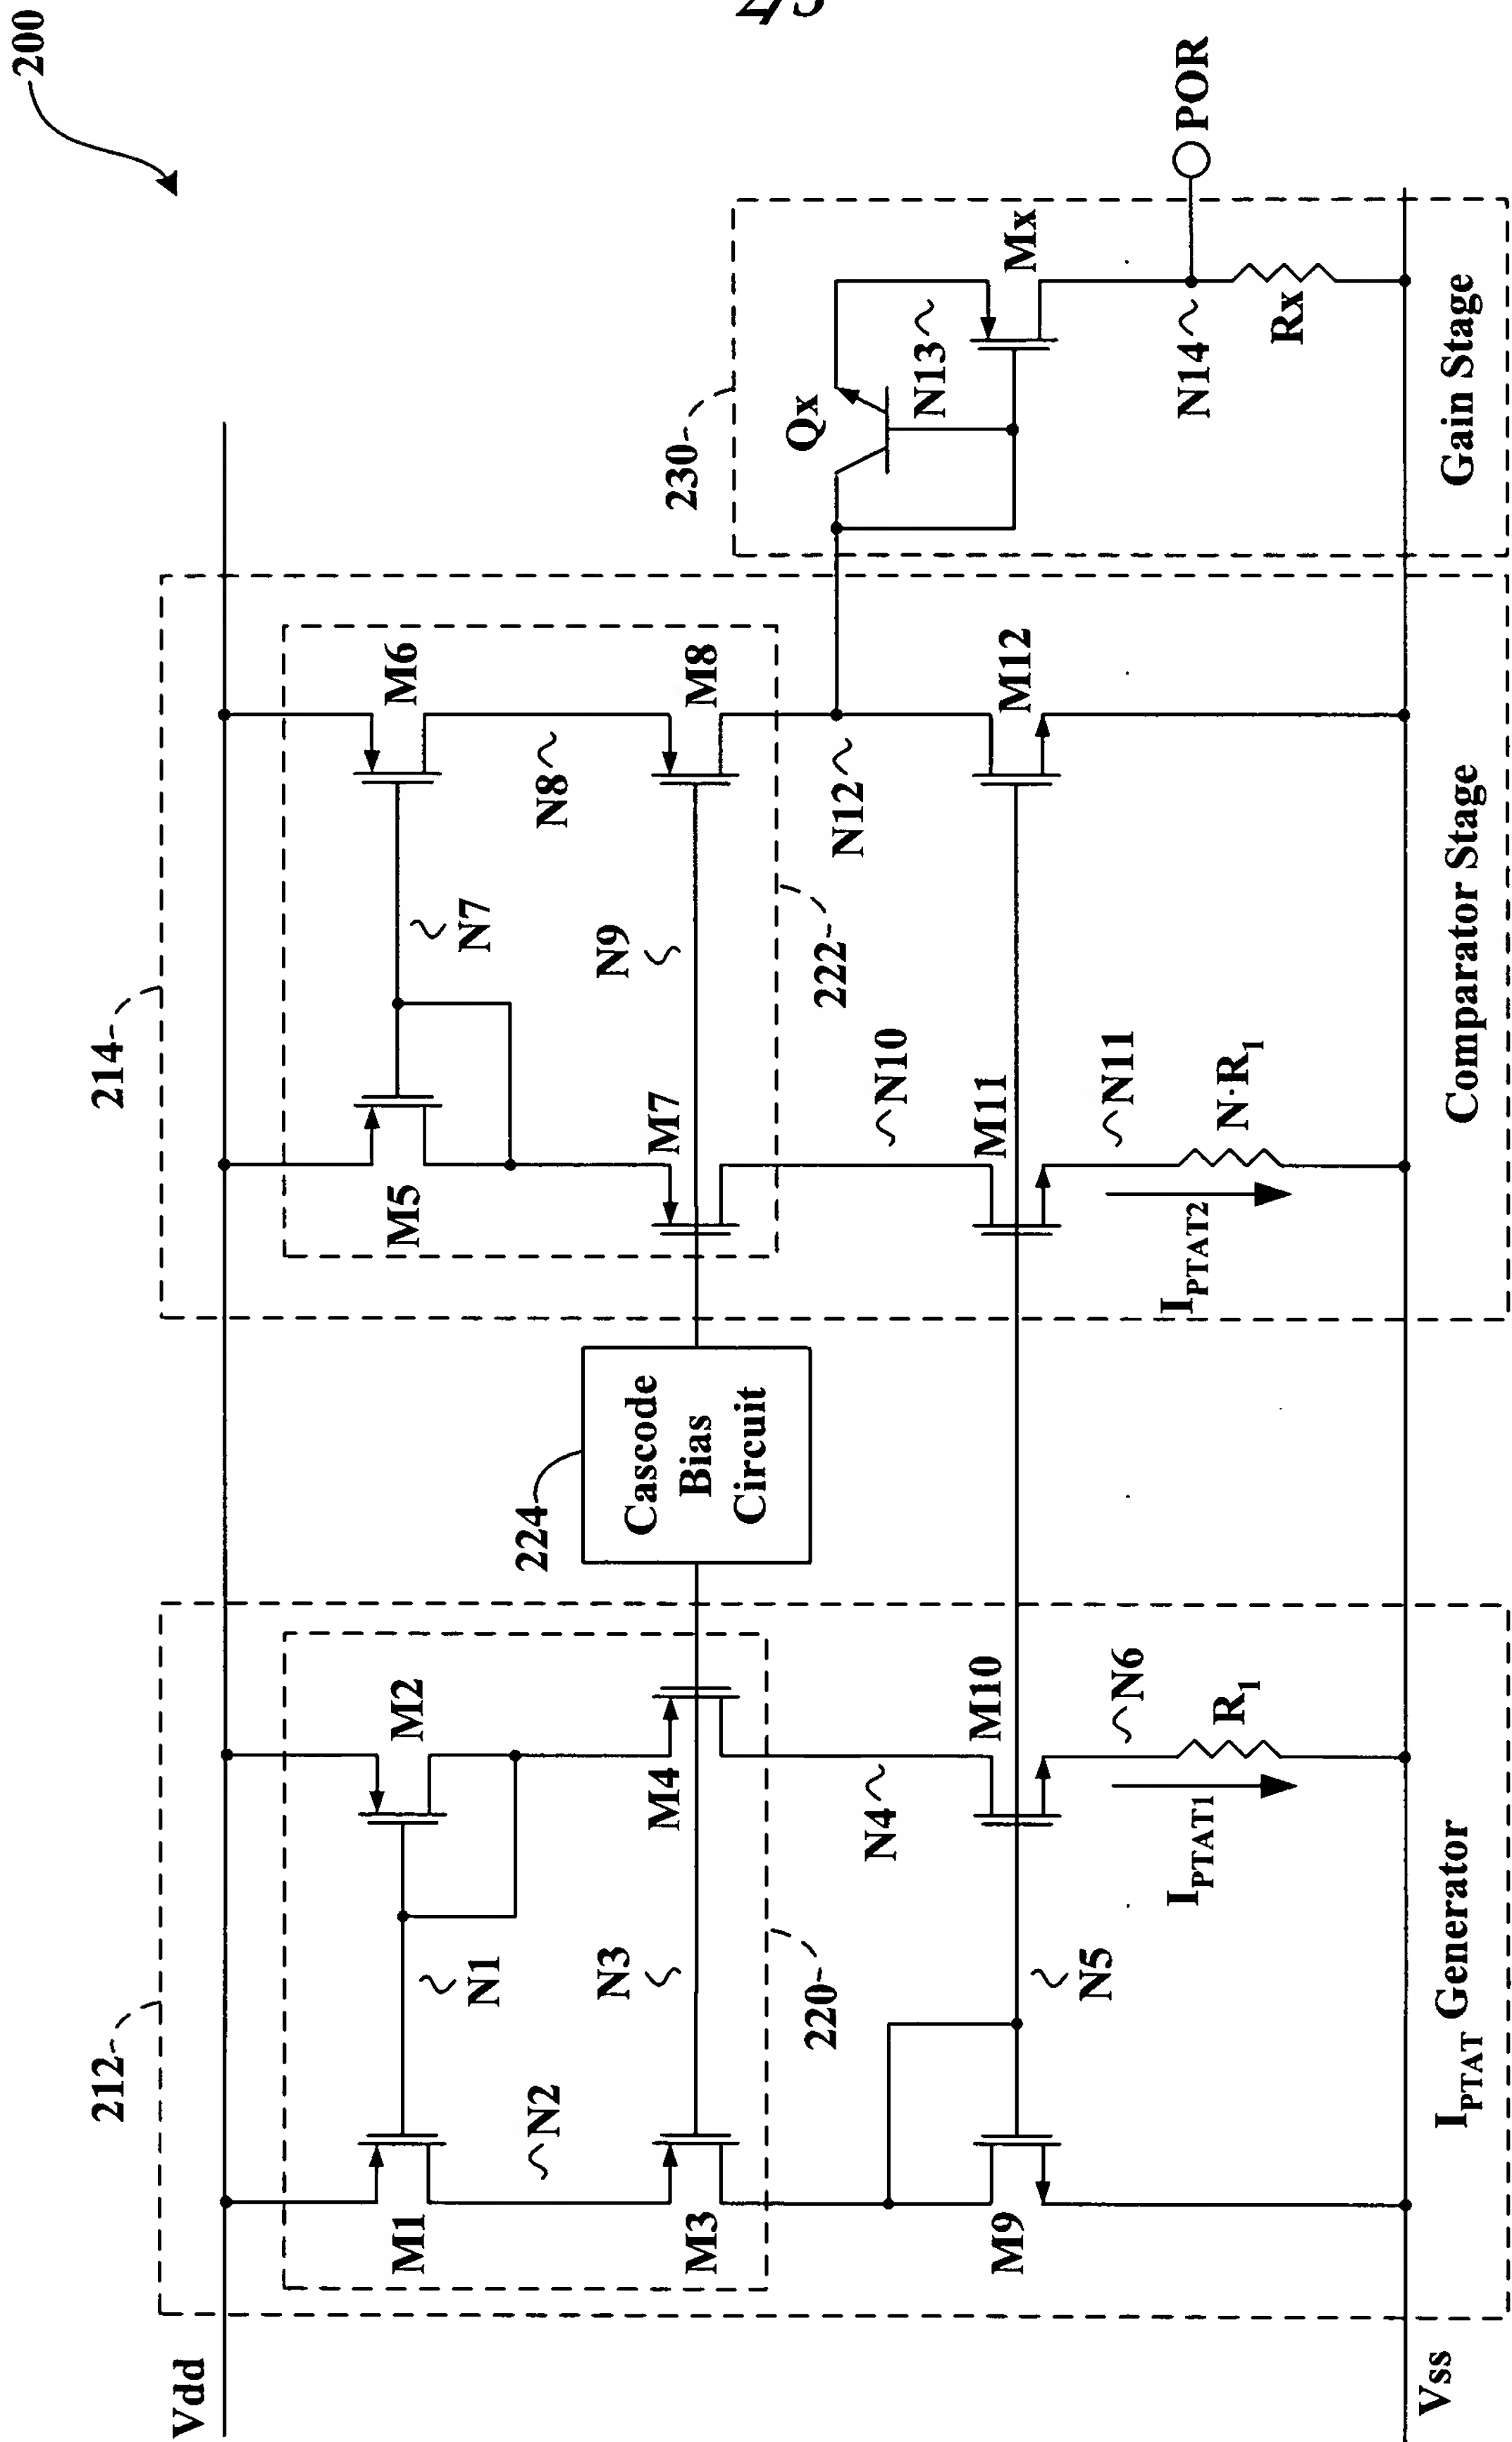 200
Vdd
Vss
212
M1
M2
N1
N2
M3
M4
N3
220
N4
M9
M10
N5
N6
R1
IPTAT1
IPTAT Generator
224
Cascode
Bias
Circuit
214
M5
M6
N7
N8
M7
M8
N9
222
N10
N12
M11
M12
N11
N·R1
IPTAT2
Comparator Stage
230
Qx
N13
Mx
N14
POR
Rx
Gain Stage